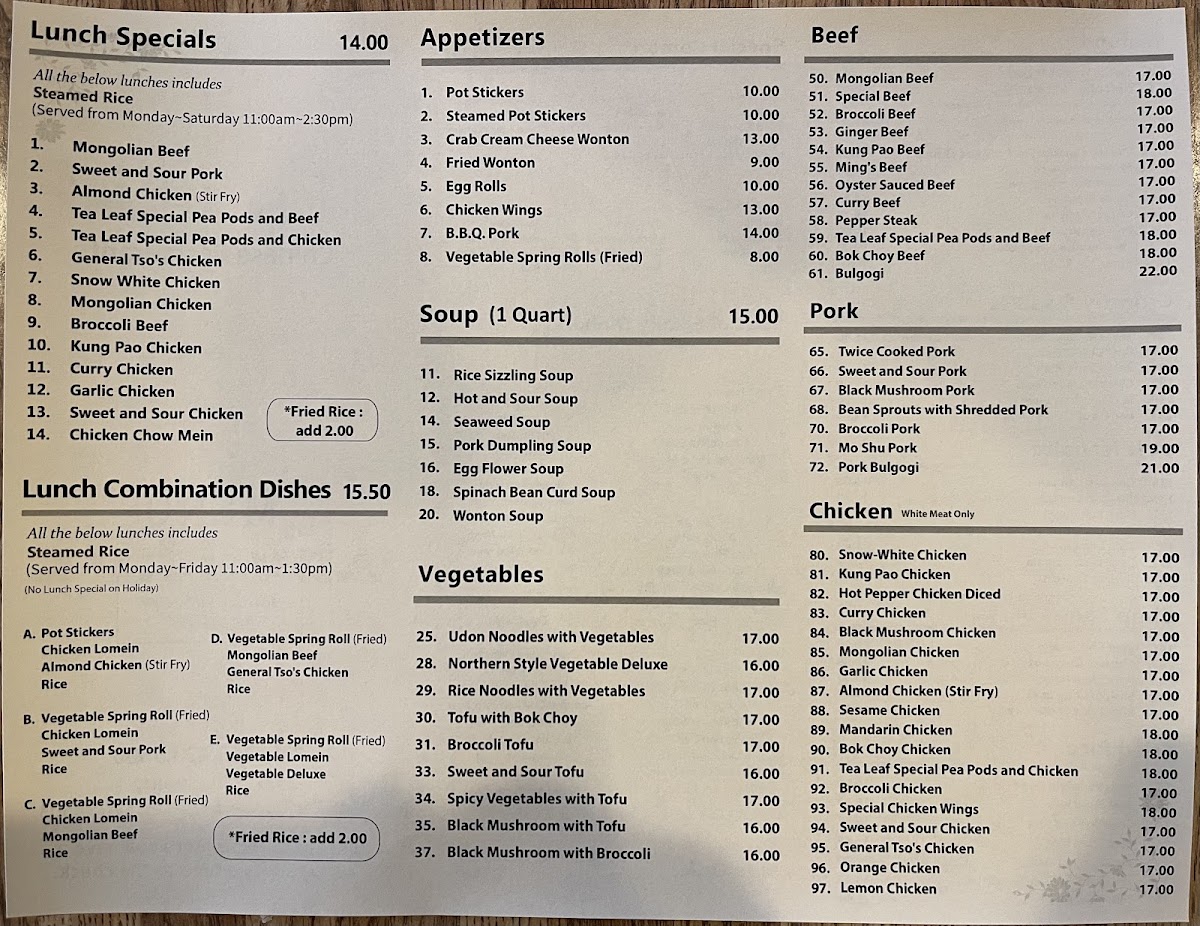 Lunch Specials 14.00
All the below lunches includes
Steamed Rice
(Served from Monday~Saturday 11:00am~2:30pm)
1. Mongolian Beef
2. Sweet and Sour Pork
3. Almond Chicken (Stir Fry)
4. Tea Leaf Special Pea Pods and Beef
5. Tea Leaf Special Pea Pods and Chicken
6. General Tso's Chicken
7. Snow White Chicken
8. Mongolian Chicken
9. Broccoli Beef
10. Kung Pao Chicken
11. Curry Chicken
12. Garlic Chicken
13. Sweet and Sour Chicken
14. Chicken Chow Mein
*Fried Rice :
add 2.00
Lunch Combination Dishes 15.50
All the below lunches includes
Steamed Rice
(Served from Monday~Friday 11:00am~1:30pm)
(No Lunch Special on Holiday)
A. Pot Stickers
Chicken Lomein
Almond Chicken (Stir Fry)
Rice
B. Vegetable Spring Roll (Fried)
Chicken Lomein
Sweet and Sour Pork
Rice
C. Vegetable Spring Roll (Fried)
Chicken Lomein
Mongolian Beef
Rice
D. Vegetable Spring Roll (Fried)
Mongolian Beef
General Tso's Chicken
Rice
E. Vegetable Spring Roll (Fried)
Vegetable Lomein
Vegetable Deluxe
Rice
*Fried Rice : add 2.00
Appetizers
1. Pot Stickers 10.00
2. Steamed Pot Stickers 10.00
3. Crab Cream Cheese Wonton 13.00
4. Fried Wonton 9.00
5. Egg Rolls 10.00
6. Chicken Wings 13.00
7. B.B.Q. Pork 14.00
8. Vegetable Spring Rolls (Fried) 8.00
Soup (1 Quart) 15.00
11. Rice Sizzling Soup
12. Hot and Sour Soup
14. Seaweed Soup
15. Pork Dumpling Soup
16. Egg Flower Soup
18. Spinach Bean Curd Soup
20. Wonton Soup
Vegetables
25. Udon Noodles with Vegetables 17.00
28. Northern Style Vegetable Deluxe 16.00
29. Rice Noodles with Vegetables 17.00
30. Tofu with Bok Choy 17.00
31. Broccoli Tofu 17.00
33. Sweet and Sour Tofu 16.00
34. Spicy Vegetables with Tofu 17.00
35. Black Mushroom with Tofu 16.00
37. Black Mushroom with Broccoli 16.00
Beef
50. Mongolian Beef 17.00
51. Special Beef 18.00
52. Broccoli Beef 17.00
53. Ginger Beef 17.00
54. Kung Pao Beef 17.00
55. Ming's Beef 17.00
56. Oyster Sauced Beef 17.00
57. Curry Beef 17.00
58. Pepper Steak 17.00
59. Tea Leaf Special Pea Pods and Beef 18.00
60. Bok Choy Beef 18.00
61. Bulgogi 22.00
Pork
65. Twice Cooked Pork 17.00
66. Sweet and Sour Pork 17.00
67. Black Mushroom Pork 17.00
68. Bean Sprouts with Shredded Pork 17.00
70. Broccoli Pork 17.00
71. Mo Shu Pork 19.00
72. Pork Bulgogi 21.00
Chicken White Meat Only
80. Snow-White Chicken 17.00
81. Kung Pao Chicken 17.00
82. Hot Pepper Chicken Diced 17.00
83. Curry Chicken 17.00
84. Black Mushroom Chicken 17.00
85. Mongolian Chicken 17.00
86. Garlic Chicken 17.00
87. Almond Chicken (Stir Fry) 17.00
88. Sesame Chicken 17.00
89. Mandarin Chicken 18.00
90. Bok Choy Chicken 18.00
91. Tea Leaf Special Pea Pods and Chicken 18.00
92. Broccoli Chicken 17.00
93. Special Chicken Wings 18.00
94. Sweet and Sour Chicken 17.00
95. General Tso's Chicken 17.00
96. Orange Chicken 17.00
97. Lemon Chicken 17.00